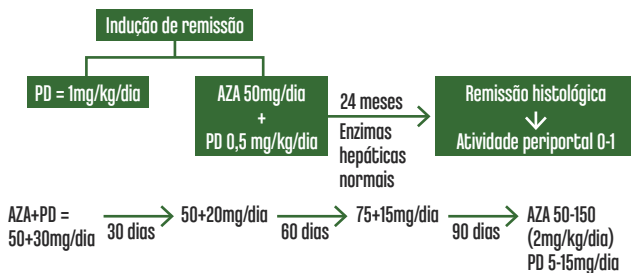 Indução de remissão
PD = 1mg/kg/dia
AZA 50mg/dia
+
PD 0,5 mg/kg/dia
24 meses
Enzimas
hepáticas
normais
Remissão histológica
Atividade periportal 0-1
AZA+PD =
50+30mg/dia
30 dias
50+20mg/dia
60 dias
75+15mg/dia
90 dias
AZA 50-150
(2mg/kg/dia)
PD 5-15mg/dia